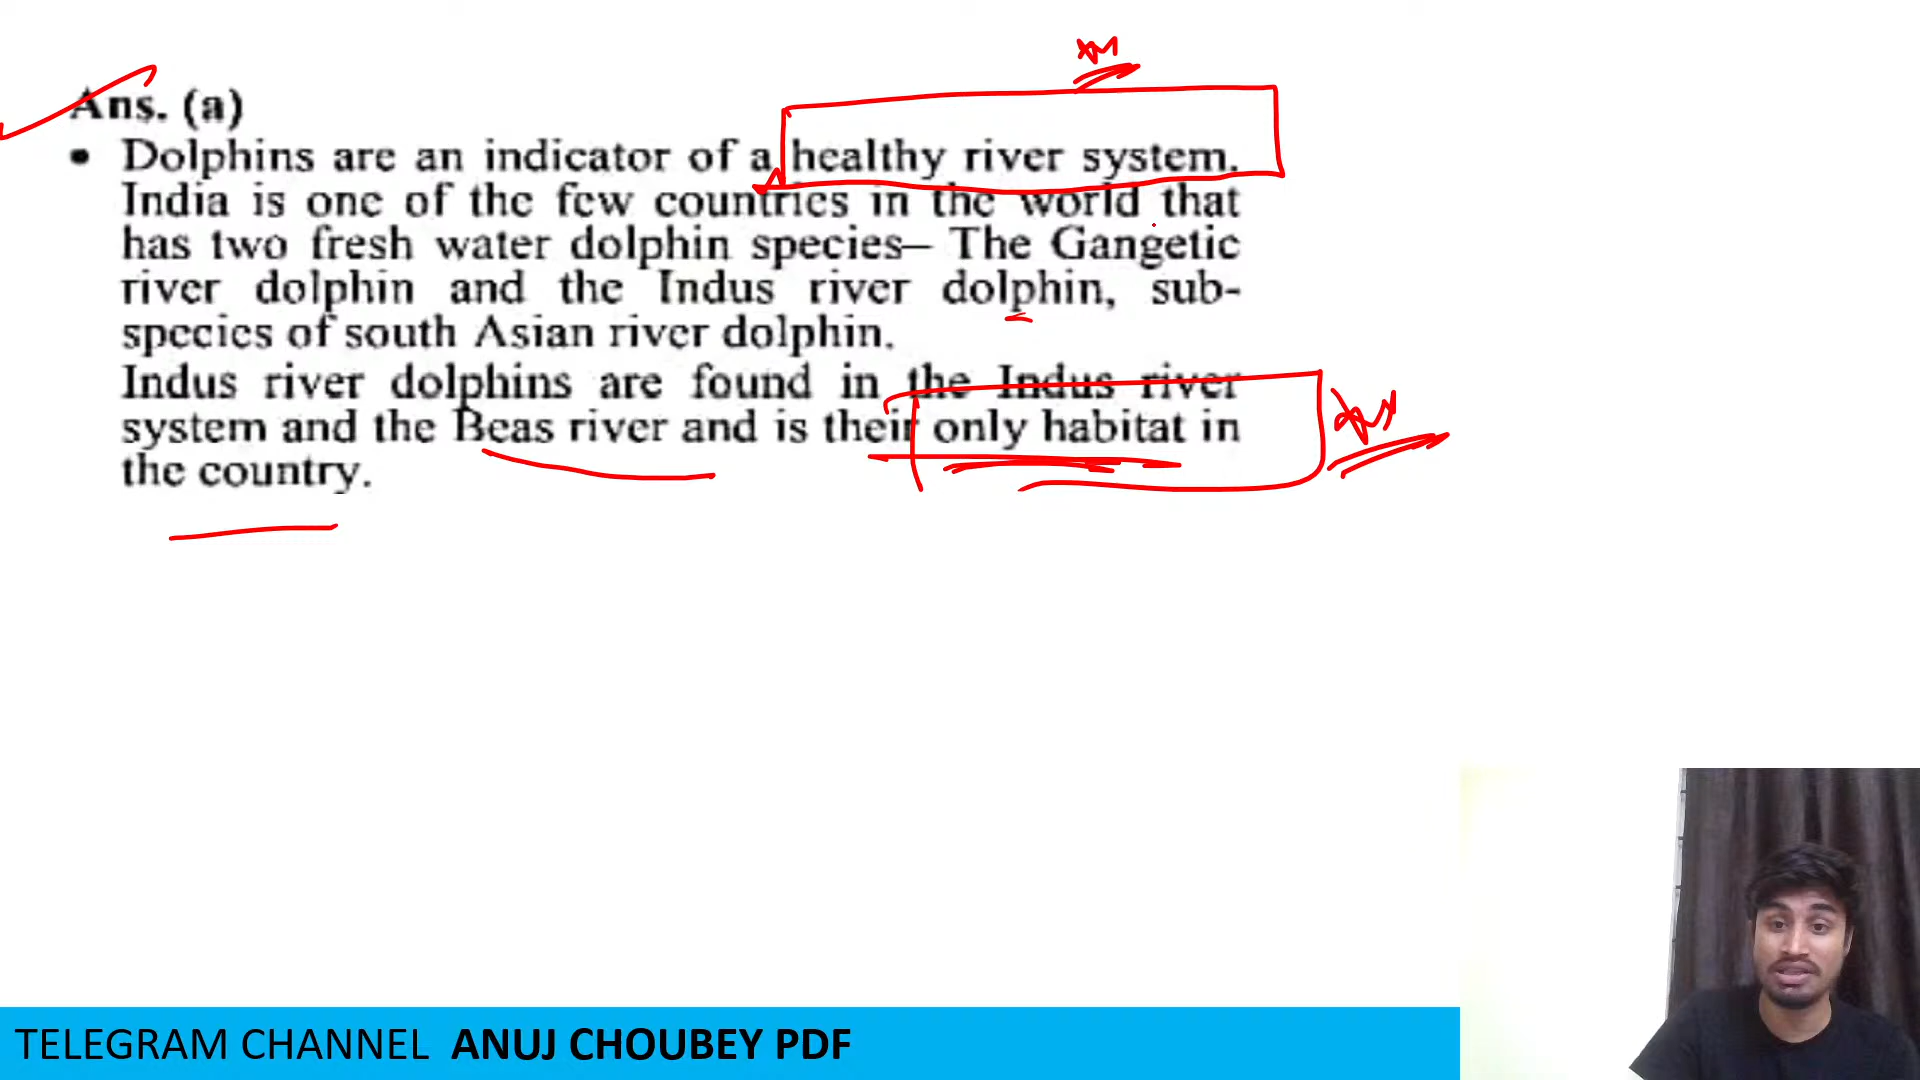 Ans. (a)
• Dolphins are an indicator of a healthy river system.
India is one of the few countries in the world that
has two fresh water dolphin species– The Gangetic
river dolphin and the Indus river dolphin, sub-
species of south Asian river dolphin.
Indus river dolphins are found in the Indus river
system and the Beas river and is their only habitat in
the country.
TELEGRAM CHANNEL ANUJ CHOUBEY PDF